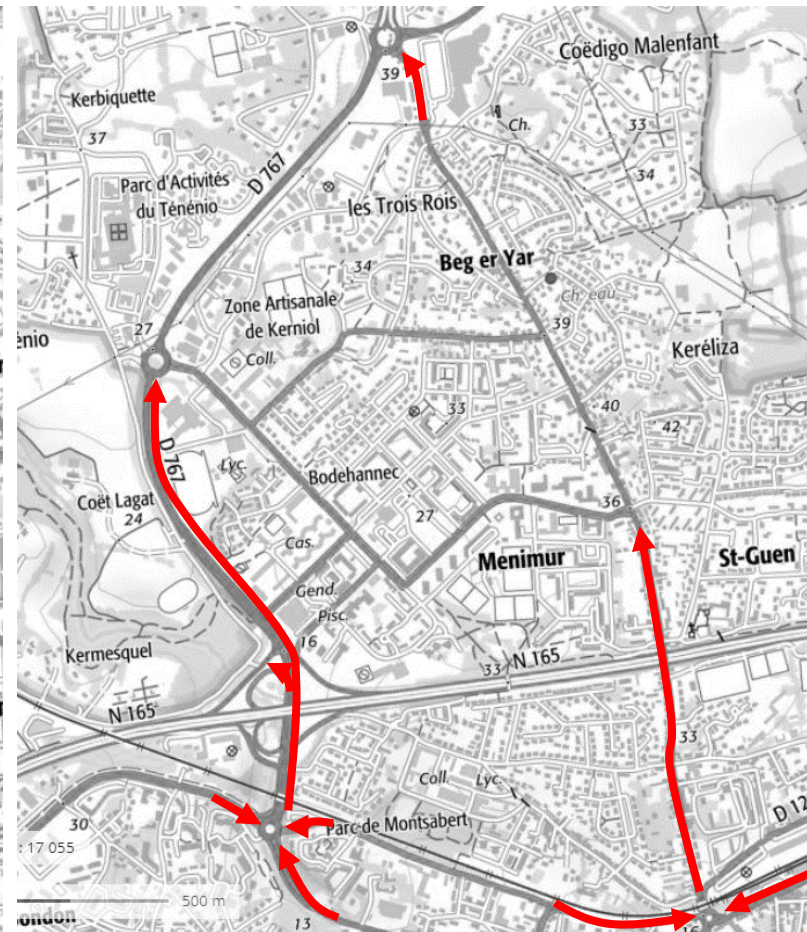 39
Coëdigo Malenfant
Kerbiquette
37
Ch.
33
D 767
34
Parc d'Activités
du Ténénio
les Trois Rois
34
Beg er Yar
Ch. eau
Zone Artisanale
de Kerniol
27
39
énio
Coll.
Keréliza
33
40
42
D 767
Lyc.
Bodehannec
Coët Lagat
24
36
27
Cas.
Menimur
St-Guen
Gend.
Pisc.
16
Kermesquel
33
N 165
N 165
33
Coll.
Lyc.
30
Parc de Montsabert
D 12
: 17 055
500 m
ondon
13
16